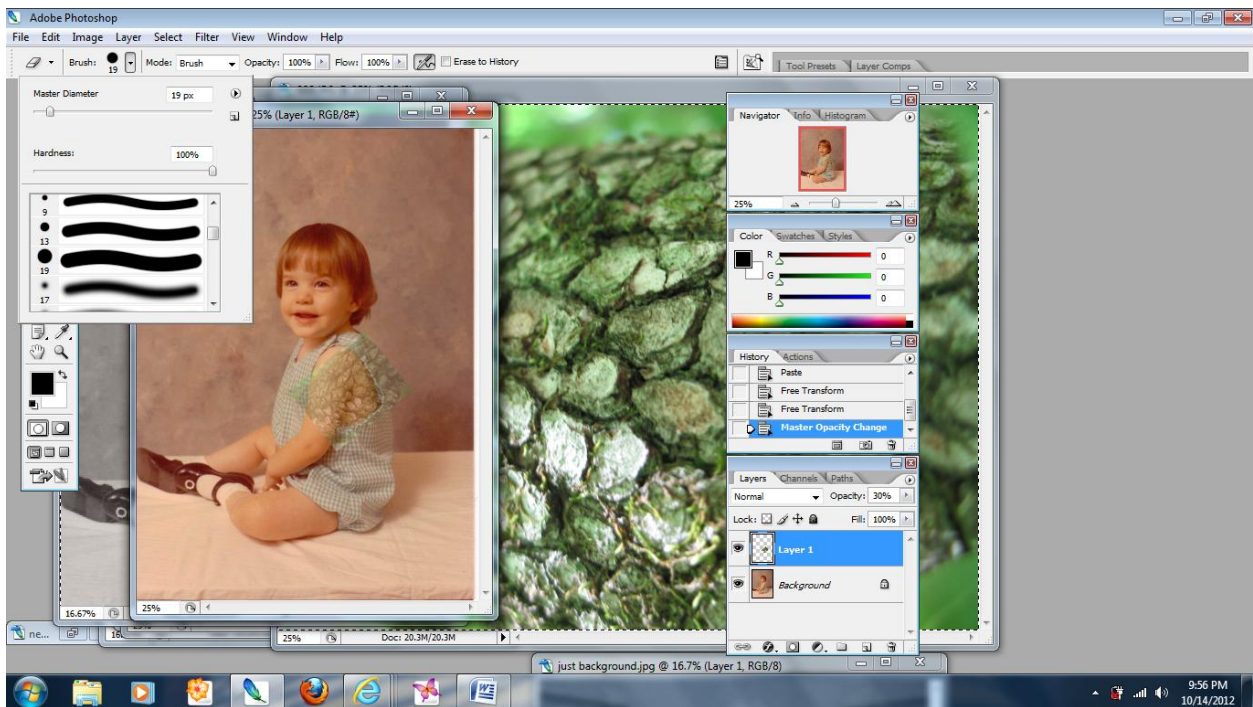 Adobe Photoshop
File Edit Image Layer Select Filter View Window Help
Brush: 19 Mode: Brush Opacity: 100% Flow: 100% Erase to History
Tool Presets Layer Comps
Master Diameter 19 px
Hardness: 100%
9
13
19
17
25% (Layer 1, RGB/8#)
Navigator Info Histogram
25%
Color Swatches Styles
R 0
G 0
B 0
History Actions
Paste
Free Transform
Free Transform
Master Opacity Change
Layers Channels Paths
Normal Opacity: 30%
Lock: Fill: 100%
Layer 1
Background
16.67%
25%
ne...
25% Doc: 20.3M/20.3M
just background.jpg @ 16.7% (Layer 1, RGB/8)
9:56 PM
10/14/2012